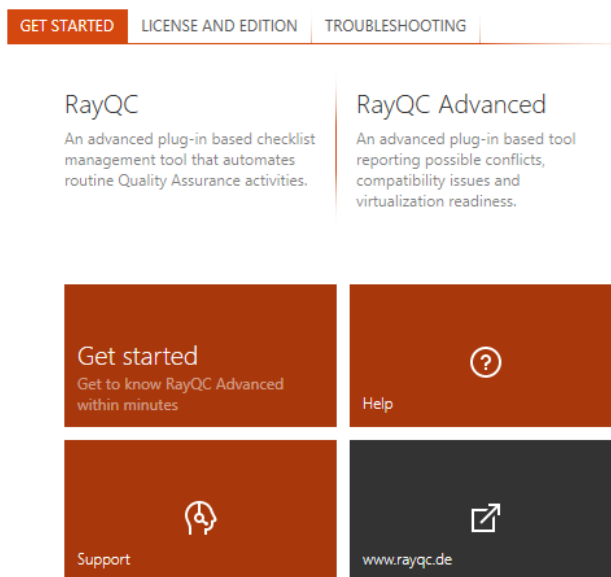 GET STARTED LICENSE AND EDITION TROUBLESHOOTING
RayQC
An advanced plug-in based checklist
management tool that automates
routine Quality Assurance activities.
RayQC Advanced
An advanced plug-in based tool
reporting possible conflicts,
compatibility issues and
virtualization readiness.
Get started
Get to know RayQC Advanced
within minutes
Help
Support
www.rayqc.de